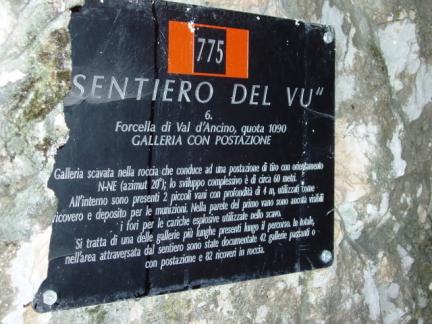 775
SENTIERO DEL VU"
6.
Forcella di Val d'Ancino, quota 1090
GALLERIA CON POSTAZIONE
Galleria scavata nella roccia che conduce ad una postazione di tiro con orientamento
N-NE (azimut 20°); lo sviluppo complessivo è di circa 60 metri.
All'interno sono presenti 2 piccoli vani con profondità di 4 m, utilizzati come
ricovero e deposito per le munizioni. Nella parete del primo vano sono ancora visibili
i fori per le cariche esplosive utilizzate nello scavo.
Si tratta di una delle gallerie più lunghe presenti lungo il percorso. In totale,
nell'area attraversata dal sentiero sono state documentate 42 gallerie passanti o
con postazione e 82 ricoveri in roccia.